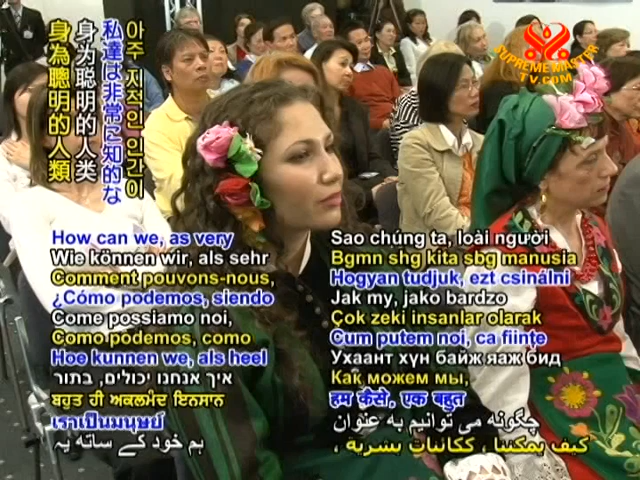 SUPREME MASTER
TV.COM
아주 지적인 인간이
私達は非常に知的な
身为聪明的人类
身為聰明的人類
How can we, as very
Wie können wir, als sehr
Comment pouvons-nous,
¿Cómo podemos, siendo
Come possiamo noi,
Como podemos, como
Hoe kunnen we, als heel
איך אנחנו יכולים, בתור
ਬਹੁਤ ਹੀ ਅਕਲਮੰਦ ਇਨਸਾਨ
เราเป็นมนุษย์
ہم خود کے ساتھ یہ
Sao chúng ta, loài người
Bgmn shg kita sbg manusia
Hogyan tudjuk, ezt csinálni
Jak my, jako bardzo
Çok zeki insanlar olarak
Cum putem noi, ca fiinţe
Ухаант хүн байж яаж бид
Как можем мы,
हम कैसे, एक बहुत
چگونه می توانیم به عنوان
كيف يمكننا ، ككائنات بشرية ،